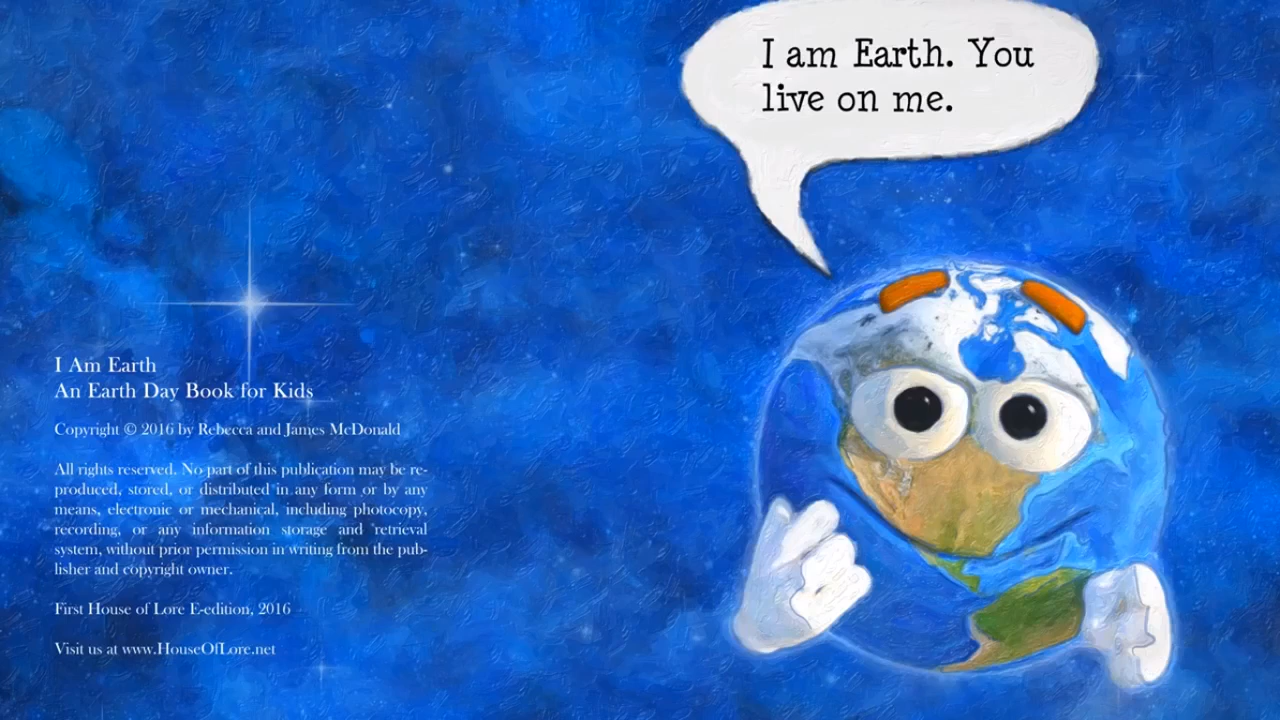 I am Earth. You
live on me.
I Am Earth
An Earth Day Book for Kids
Copyright © 2016 by Rebecca and James McDonald
All rights reserved. No part of this publication may be re-
produced, stored, or distributed in any form or by any
means, electronic or mechanical, including photocopy,
recording, or any information storage and retrieval
system, without prior permission in writing from the pub-
lisher and copyright owner.
First House of Lore E-edition, 2016
Visit us at www.HouseOfLore.net